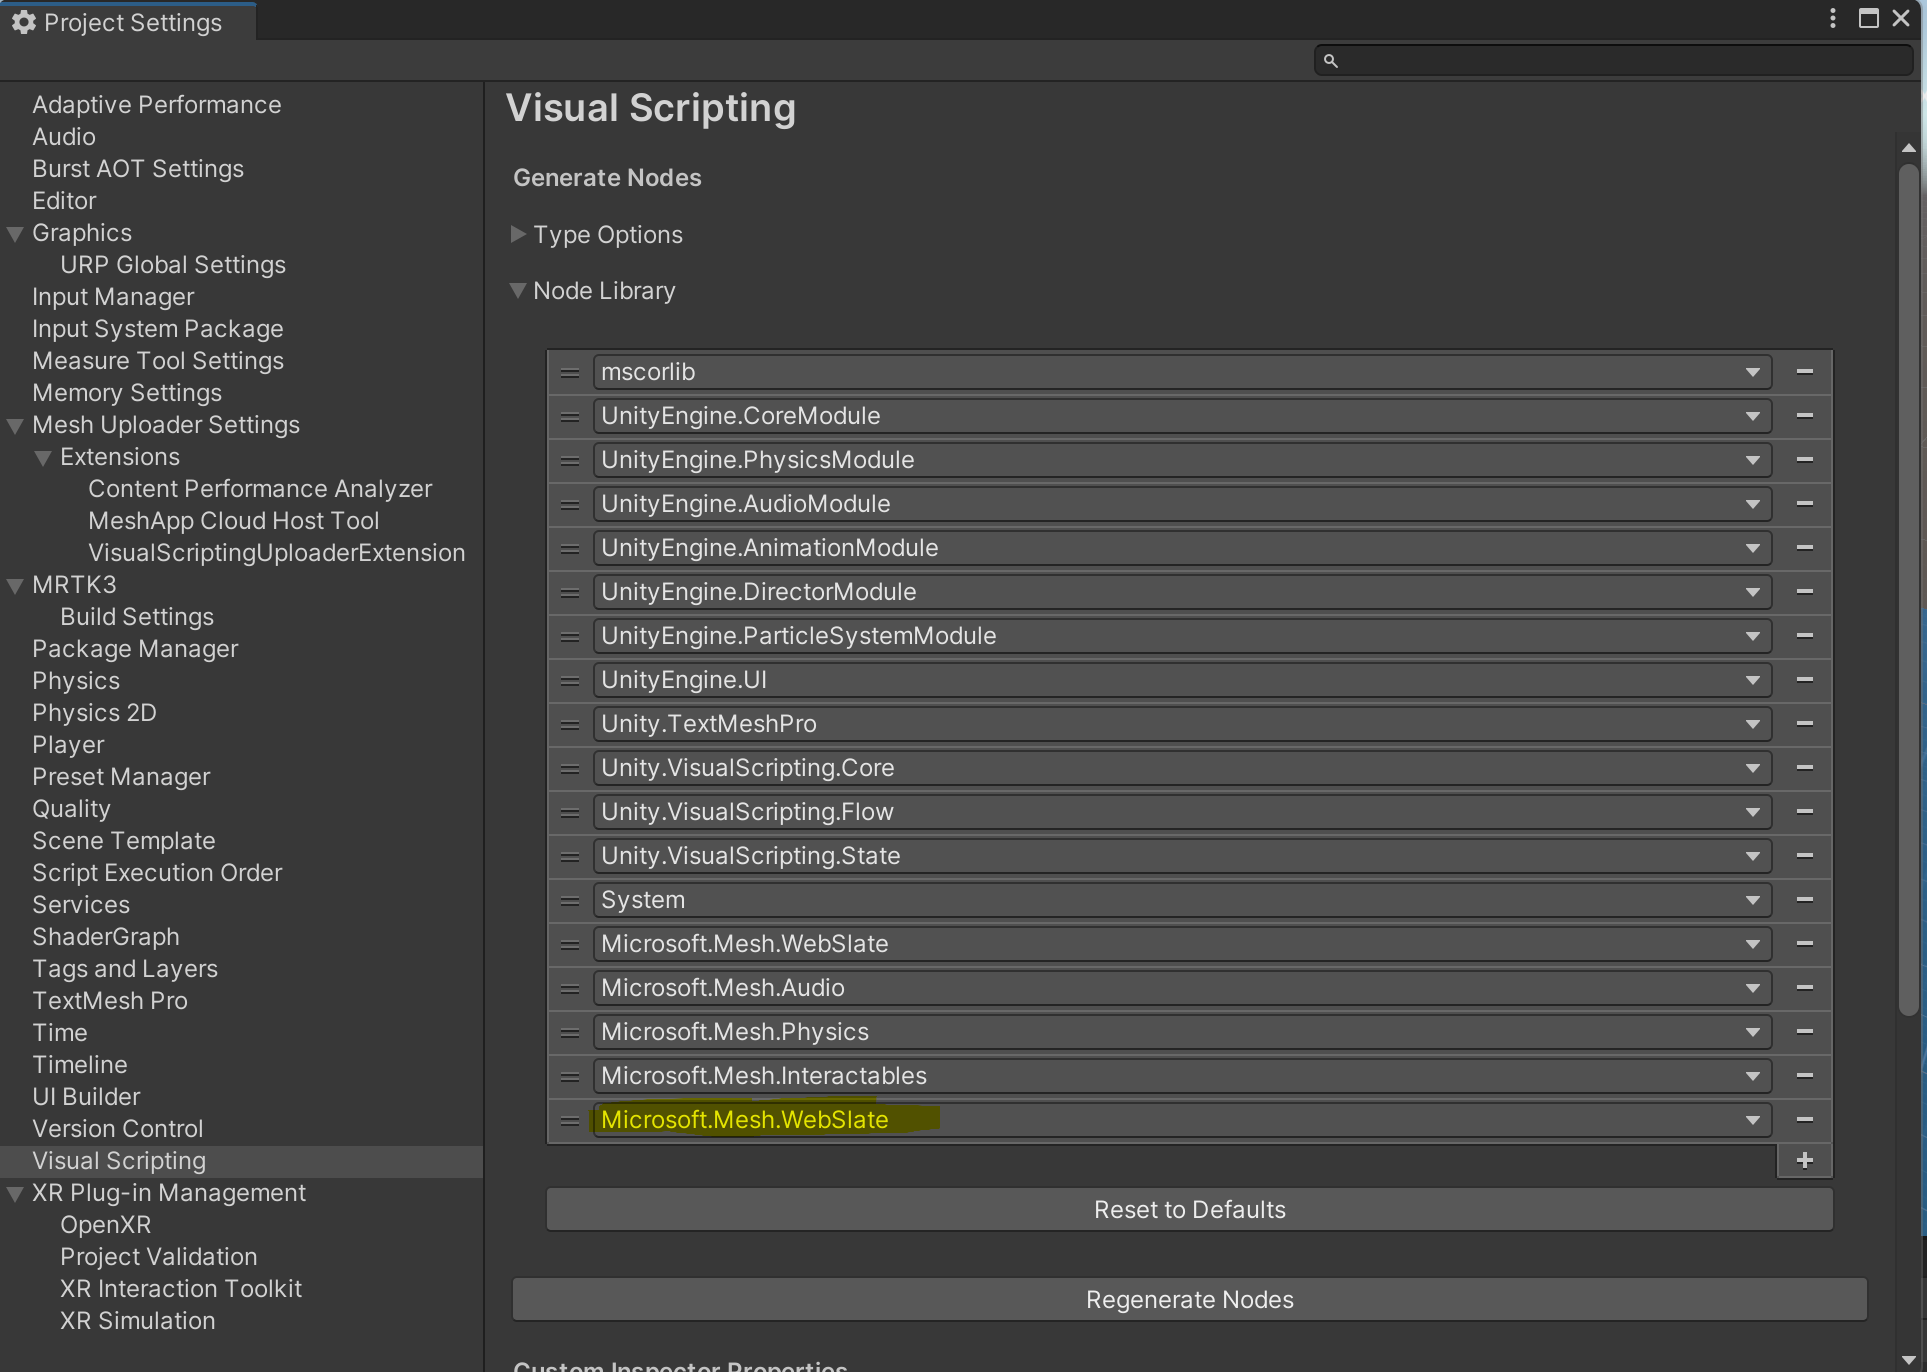 Project Settings
Adaptive Performance
Audio
Burst AOT Settings
Editor
Graphics
URP Global Settings
Input Manager
Input System Package
Measure Tool Settings
Memory Settings
Mesh Uploader Settings
Extensions
Content Performance Analyzer
MeshApp Cloud Host Tool
VisualScriptingUploaderExtension
MRTK3
Build Settings
Package Manager
Physics
Physics 2D
Player
Preset Manager
Quality
Scene Template
Script Execution Order
Services
ShaderGraph
Tags and Layers
TextMesh Pro
Time
Timeline
UI Builder
Version Control
Visual Scripting
XR Plug-in Management
OpenXR
Project Validation
XR Interaction Toolkit
XR Simulation
Visual Scripting
Generate Nodes
Type Options
Node Library
mscorlib
UnityEngine.CoreModule
UnityEngine.PhysicsModule
UnityEngine.AudioModule
UnityEngine.AnimationModule
UnityEngine.DirectorModule
UnityEngine.ParticleSystemModule
UnityEngine.UI
Unity.TextMeshPro
Unity.VisualScripting.Core
Unity.VisualScripting.Flow
Unity.VisualScripting.State
System
Microsoft.Mesh.WebSlate
Microsoft.Mesh.Audio
Microsoft.Mesh.Physics
Microsoft.Mesh.Interactables
Microsoft.Mesh.WebSlate
Reset to Defaults
Regenerate Nodes
Custom Inspector Properties